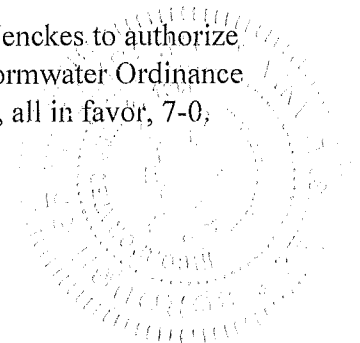 enckes to authorize
ormwater Ordinance
, all in favor, 7-0,